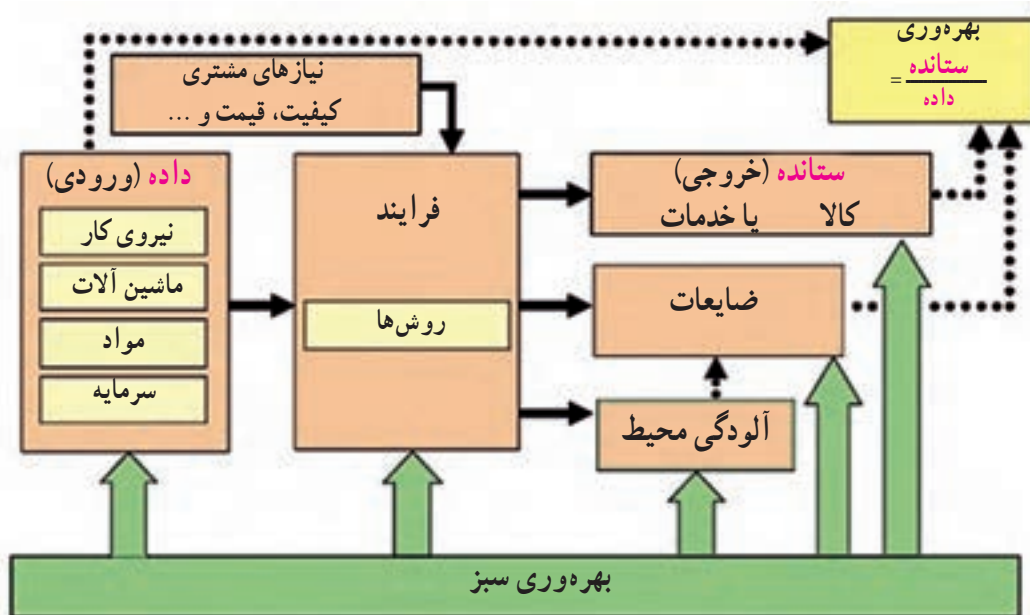 بهره‌وری
ستانده
=
داده
نیازهای مشتری
کیفیت، قیمت و ...
داده (ورودی)
نیروی کار
ماشین آلات
مواد
سرمایه
فرایند
روش‌ها
ستانده (خروجی)
کالا یا خدمات
ضایعات
آلودگی محیط
بهره‌وری سبز